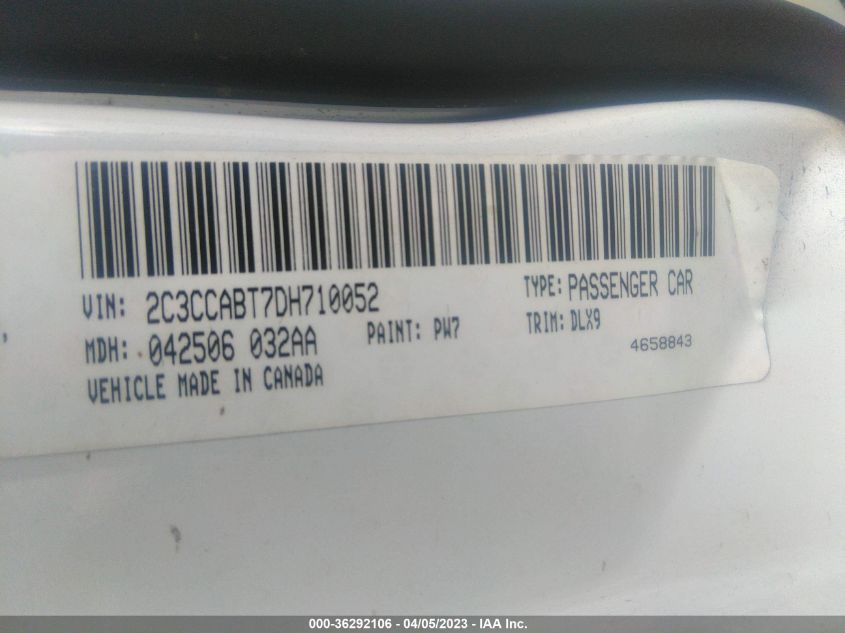 VIN: 2C3CCABT7DH710052 TYPE: PASSENGER CAR
MDH: 042506 032AA PAINT: PW7 TRIM: DLX9
VEHICLE MADE IN CANADA 4658843
000-36292106 - 04/05/2023 - IAA Inc.